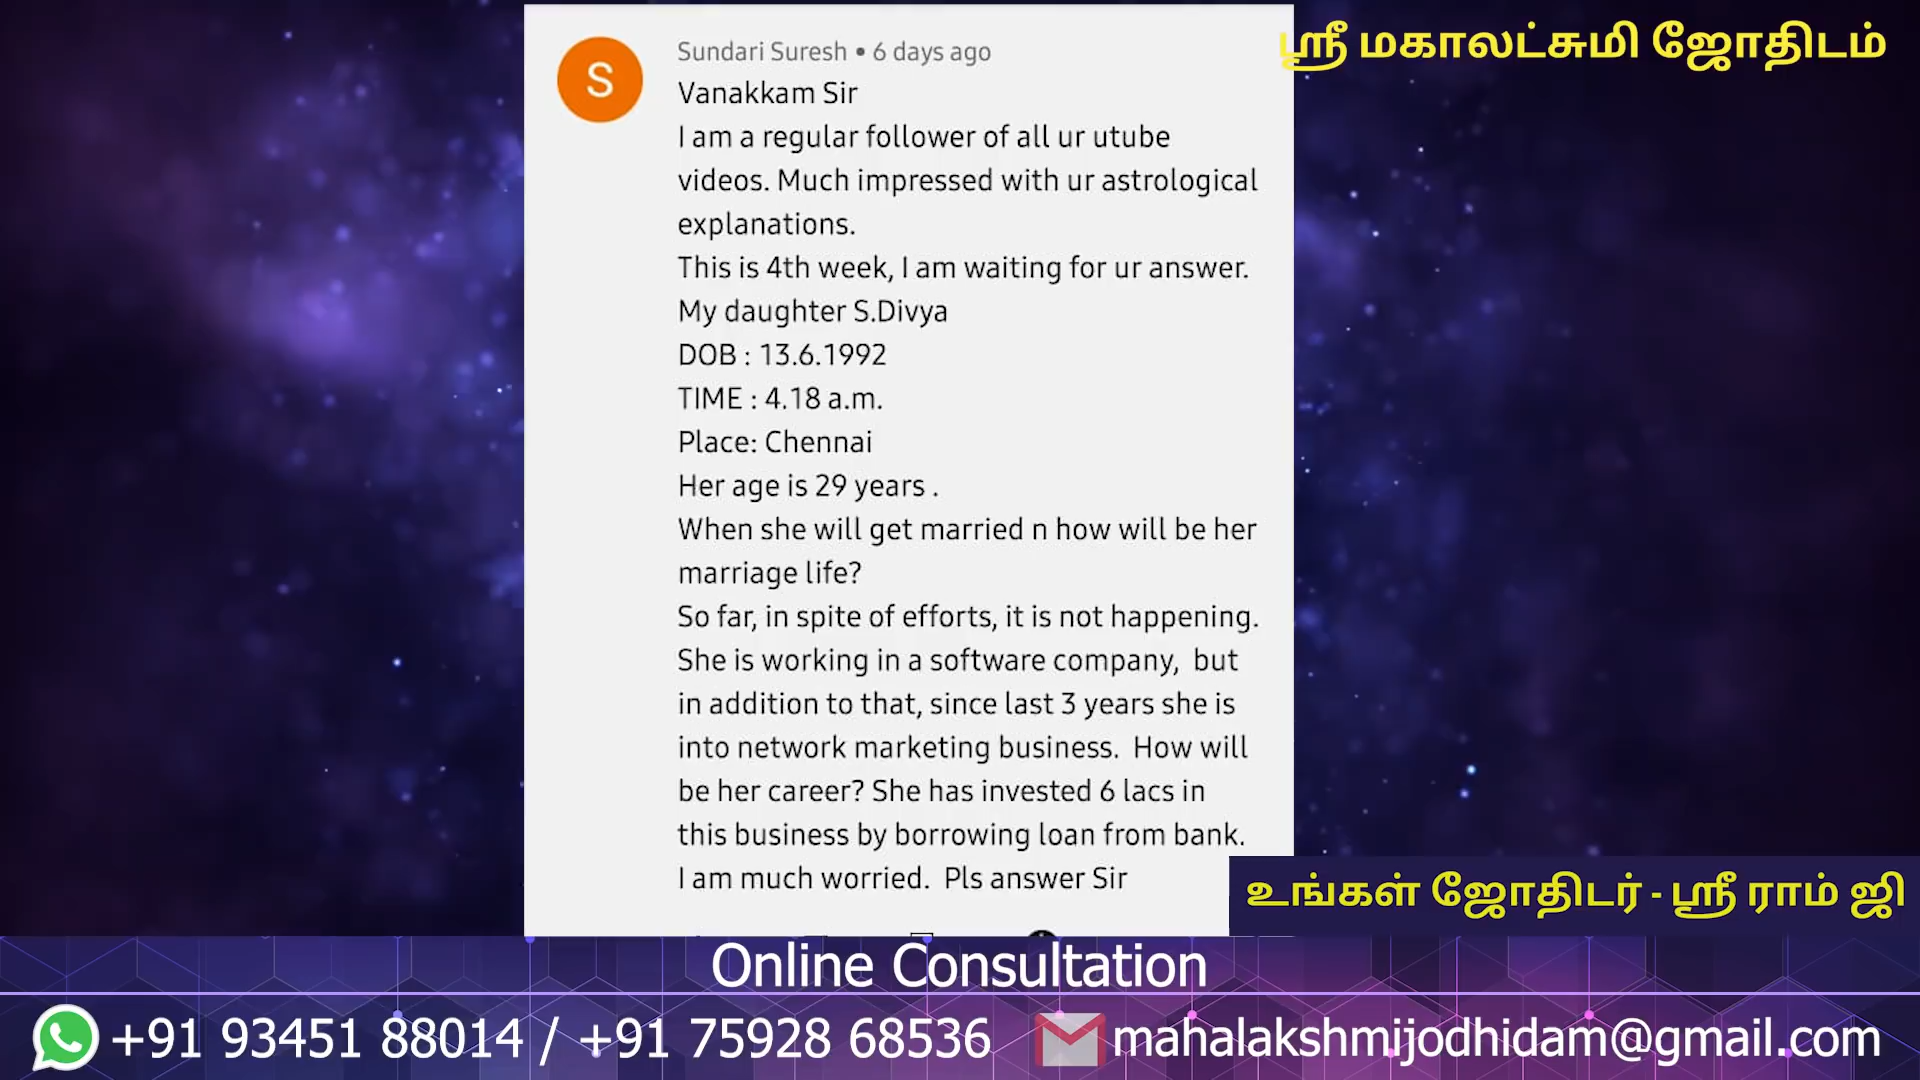 S
Sundari Suresh • 6 days ago
ஸ்ரீ மகாலட்சுமி ஜோதிடம்
Vanakkam Sir
I am a regular follower of all ur utube
videos. Much impressed with ur astrological
explanations.
This is 4th week, I am waiting for ur answer.
My daughter S.Divya
DOB : 13.6.1992
TIME : 4.18 a.m.
Place: Chennai
Her age is 29 years .
When she will get married n how will be her
marriage life?
So far, in spite of efforts, it is not happening.
She is working in a software company,  but
in addition to that, since last 3 years she is
into network marketing business.  How will
be her career? She has invested 6 lacs in
this business by borrowing loan from bank.
I am much worried.  Pls answer Sir
உங்கள் ஜோதிடர் - ஸ்ரீ ராம் ஜி
Online Consultation
+91 93451 88014 / +91 75928 68536
mahalakshmijodhidam@gmail.com